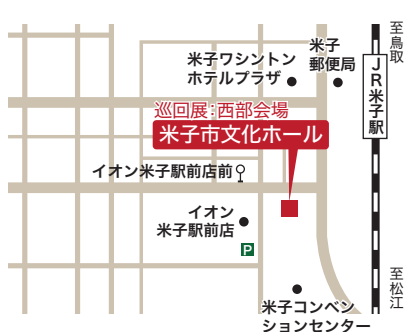 至鳥取
米子
郵便局
米子ワシントン
ホテルプラザ
JR米子駅
巡回展：西部会場
米子市文化ホール
イオン米子駅前店前
イオン
米子駅前店
P
至松江
米子コンベン
ションセンター